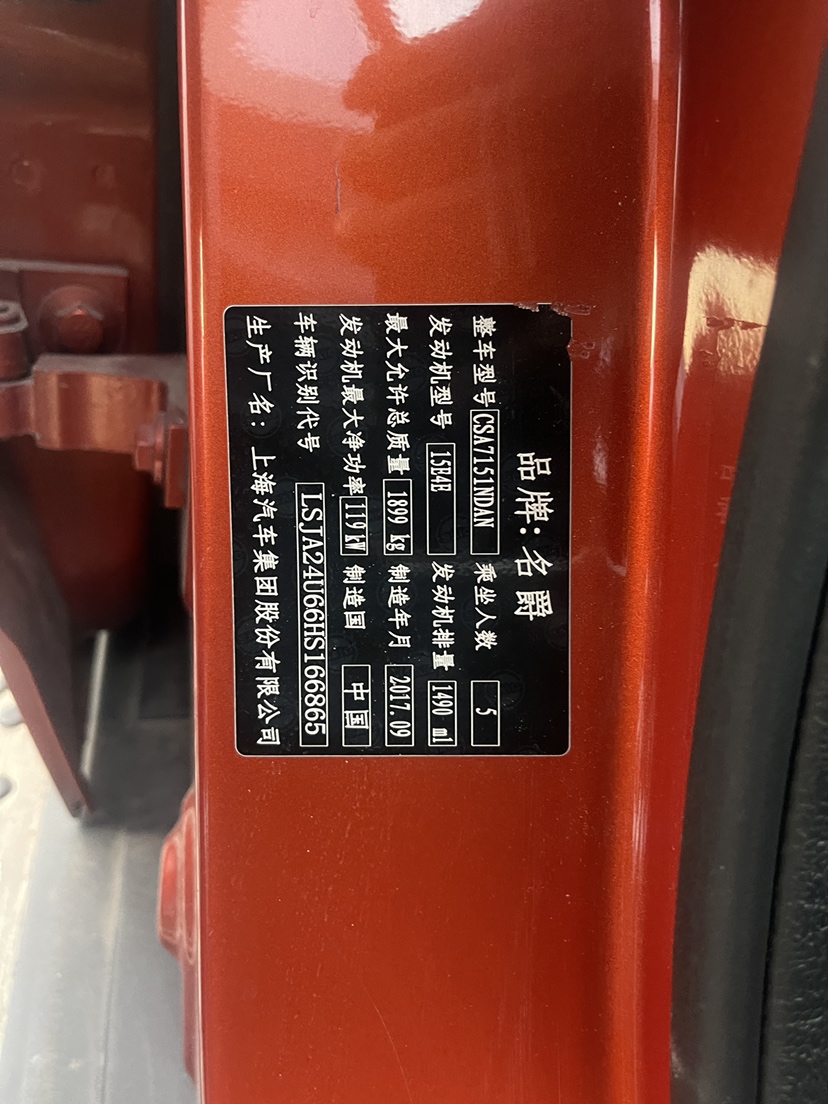 品牌: 名爵
整车型号 CSA7151NDAN 乘坐人数 5
发动机型号 15E4E 发动机排量 1490 ml
最大允许总质量 1899 kg 制造年月 2017.09
发动机最大净功率 119 kW 制造国 中国
车辆识别代号 LSJA24U66HS166865
生产厂名: 上海汽车集团股份有限公司